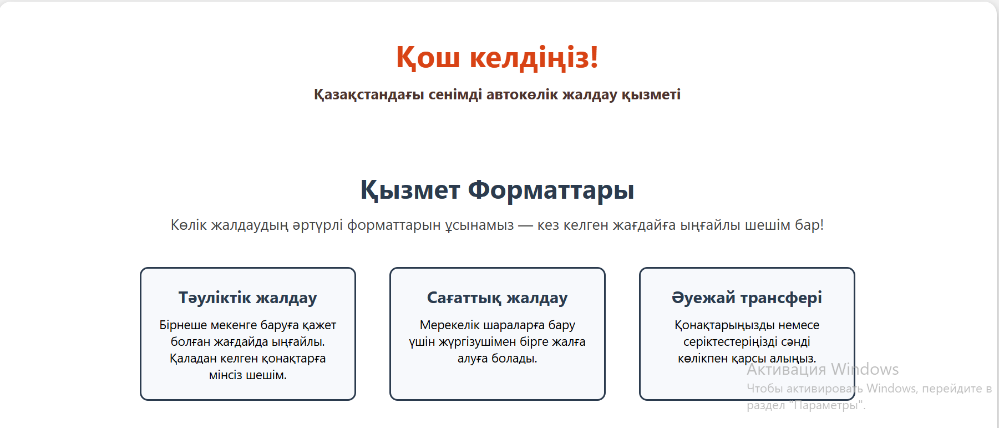 Қош келдіңіз!
Қазақстандағы сенімді автокөлік жалдау қызметі
Қызмет Форматтары
Көлік жалдаудың әртүрлі форматтарын ұсынамыз — кез келген жағдайға ыңғайлы шешім бар!
Тәуліктік жалдау
Бірнеше мекенге баруға қажет
болған жағдайда ыңғайлы.
Қаладан келген қонақтарға
мінсіз шешім.
Сағаттық жалдау
Мерекелік шараларға бару
үшін жүргізушімен бірге жалға
алуға болады.
Әуежай трансфері
Қонақтарыңызды немесе
серіктестеріңізді сәнді
көлікпен қарсы алыңыз.
Активация Windows
Чтобы активировать Windows, перейдите в
раздел "Параметры".